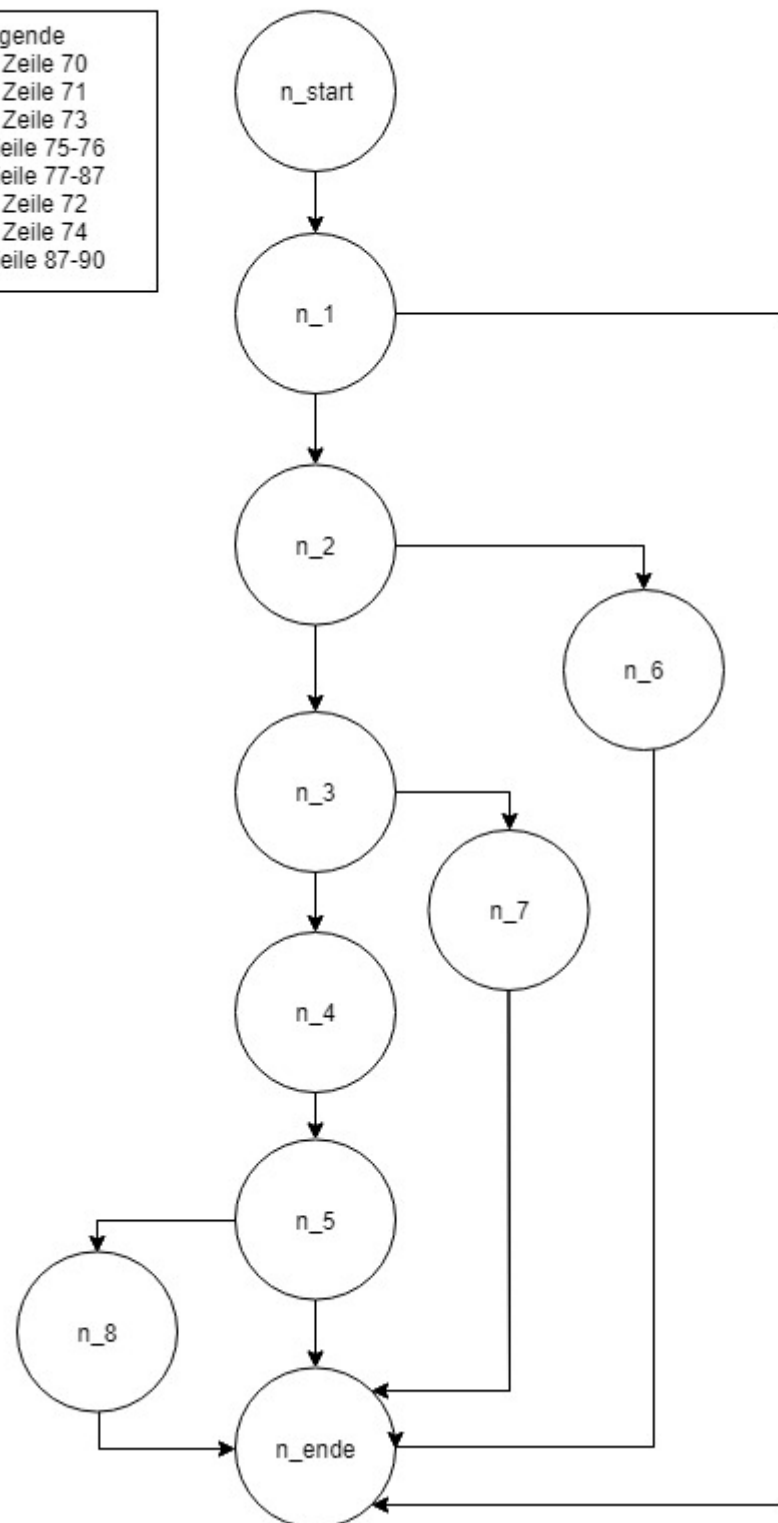 gende
Zeile 70
Zeile 71
Zeile 73
eile 75-76
eile 77-87
Zeile 72
Zeile 74
eile 87-90
n_start
n_1
n_2
n_6
n_3
n_7
n_4
n_5
n_8
n_ende